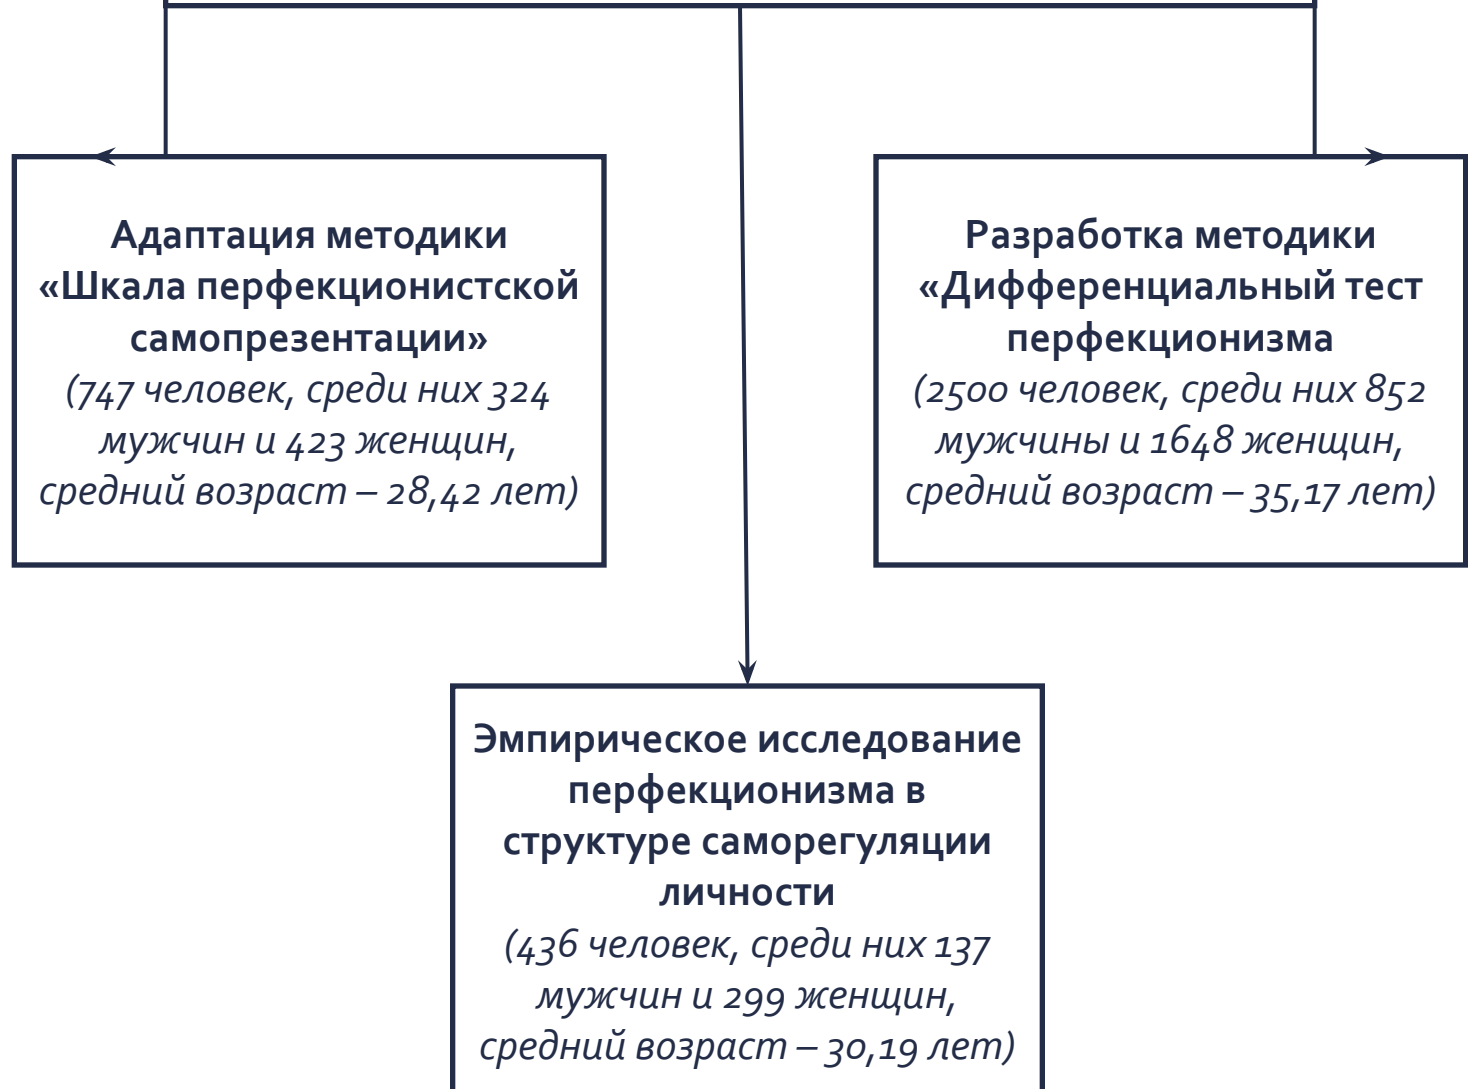 Адаптация методики
«Шкала перфекционистской
самопрезентации»
(747 человек, среди них 324
мужчин и 423 женщин,
средний возраст – 28,42 лет)
Разработка методики
«Дифференциальный тест
перфекционизма
(2500 человек, среди них 852
мужчины и 1648 женщин,
средний возраст – 35,17 лет)
Эмпирическое исследование
перфекционизма в
структуре саморегуляции
личности
(436 человек, среди них 137
мужчин и 299 женщин,
средний возраст – 30,19 лет)